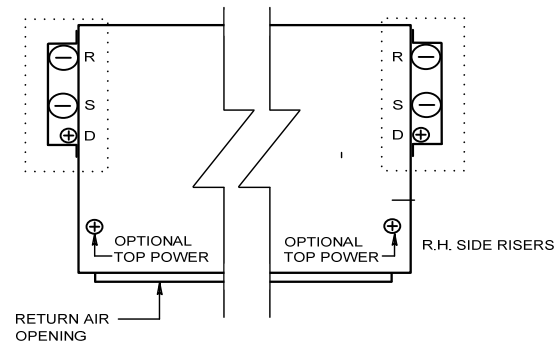 R
R
S
S
D
D
OPTIONAL
TOP POWER
OPTIONAL
TOP POWER
R.H. SIDE RISERS
RETURN AIR
OPENING